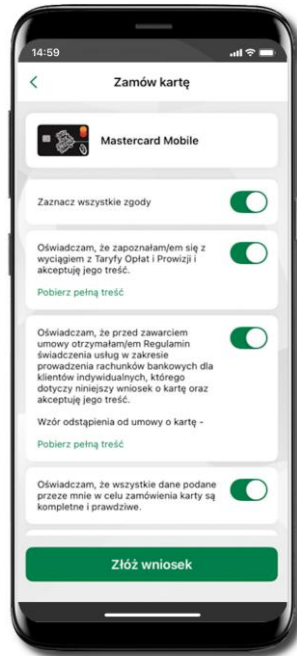 14:59
Zamów kartę
Mastercard Mobile
Zaznacz wszystkie zgody
Oświadczam, że zapoznałam/em się z
wyciągiem z Taryfy Opłat i Prowizji i
akceptuję jego treść.
Pobierz pełną treść
Oświadczam, że przed zawarciem
umowy otrzymałam/em Regulamin
świadczenia usług w zakresie
prowadzenia rachunków bankowych dla
klientów indywidualnych, którego
dotyczy niniejszy wniosek o kartę oraz
akceptuję jego treść.
Wzór odstąpienia od umowy o kartę -
Pobierz pełną treść
Oświadczam, że wszystkie dane podane
przeze mnie w celu zamówienia karty są
kompletne i prawdziwe.
Złóż wniosek